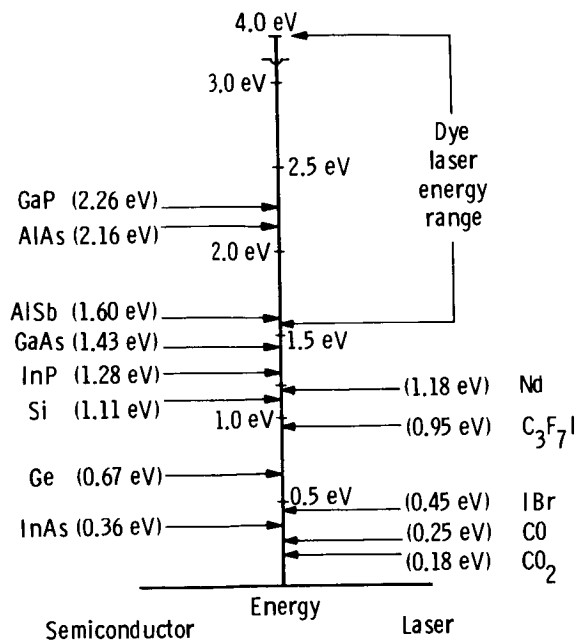 4.0 eV
3.0 eV
Dye
laser
energy
range
2.5 eV
GaP (2.26 eV)
AlAs (2.16 eV)
2.0 eV
AlSb (1.60 eV)
1.5 eV
GaAs (1.43 eV)
InP (1.28 eV)
(1.18 eV) Nd
Si (1.11 eV)
1.0 eV
(0.95 eV) C₃F₇I
Ge (0.67 eV)
0.5 eV
(0.45 eV) IBr
InAs (0.36 eV)
(0.25 eV) CO
(0.18 eV) CO₂
Energy
Semiconductor
Laser